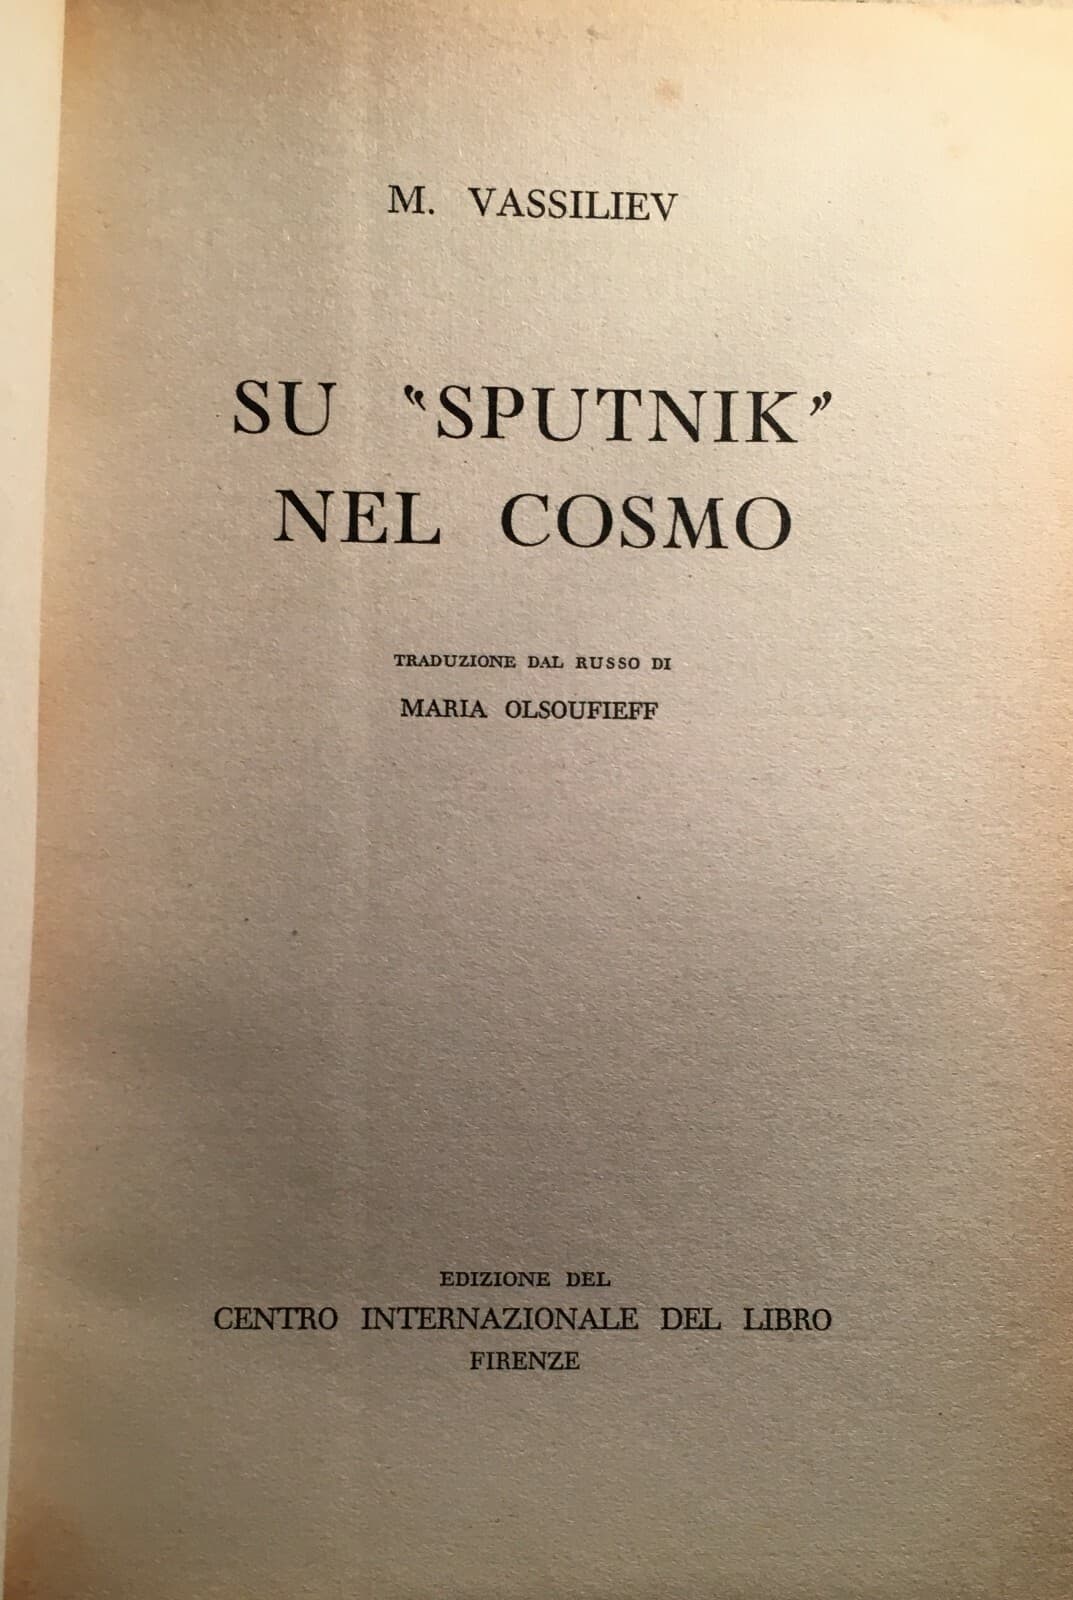 M. VASSILIEV
SU “SPUTNIK”
NEL COSMO
TRADUZIONE DAL RUSSO DI
MARIA OLSOUFIEFF
EDIZIONE DEL
CENTRO INTERNAZIONALE DEL LIBRO
FIRENZE